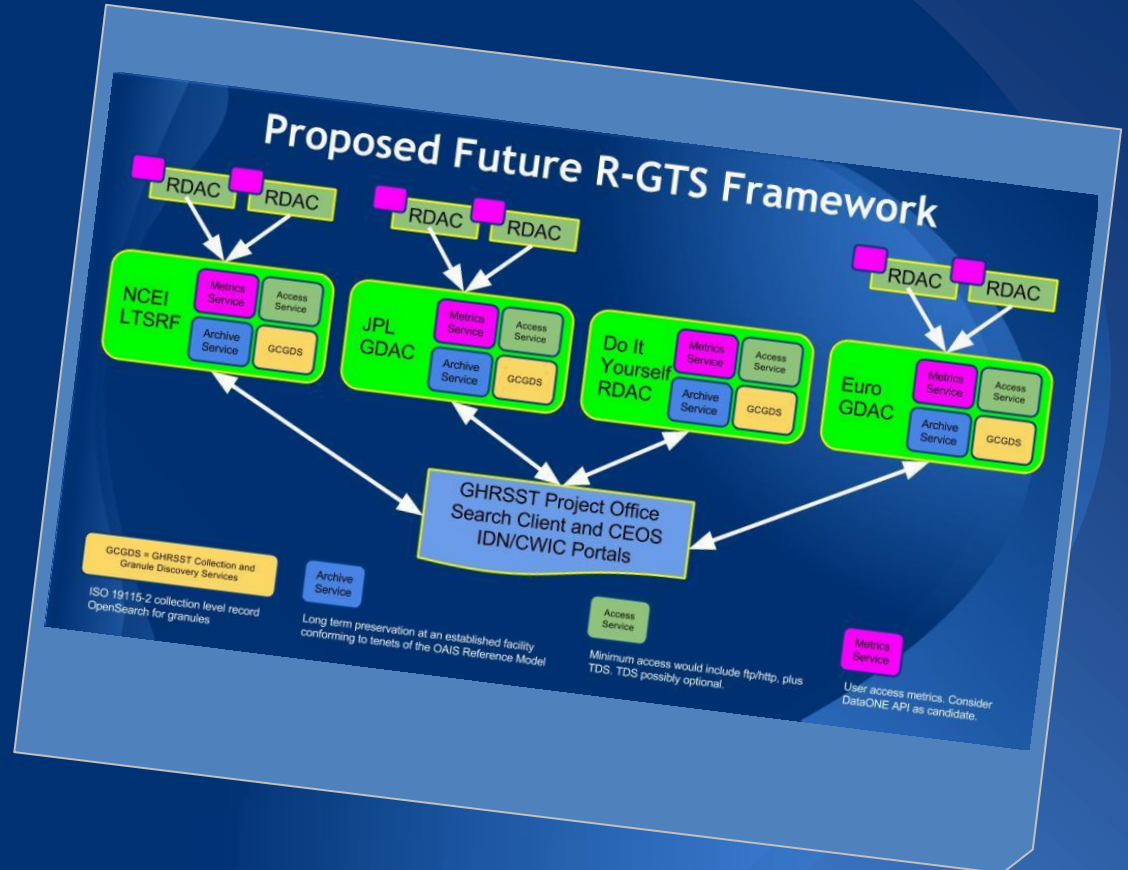 Proposed Future R-GTS Framework
RDAC
RDAC
RDAC
RDAC
RDAC
RDAC
NCEI
LTSRF
Metrics
Service
Access
Service
Archive
Service
GCGDS
JPL
GDAC
Metrics
Service
Access
Service
Archive
Service
GCGDS
Do It
Yourself
RDAC
Metrics
Service
Access
Service
Archive
Service
GCGDS
Euro
GDAC
Metrics
Service
Access
Service
Archive
Service
GCGDS
GHRSST Project Office
Search Client and CEOS
IDN/CWIC Portals
GCGDS = GHRSST Collection and
Granule Discovery Services
ISO 19115-2 collection level record
OpenSearch for granules
Archive
Service
Long term preservation at an established facility
conforming to tenets of the OAIS Reference Model
Access
Service
Minimum access would include ftp/http, plus
TDS. TDS possibly optional.
Metrics
Service
User access metrics. Consider
DataONE API as candidate.